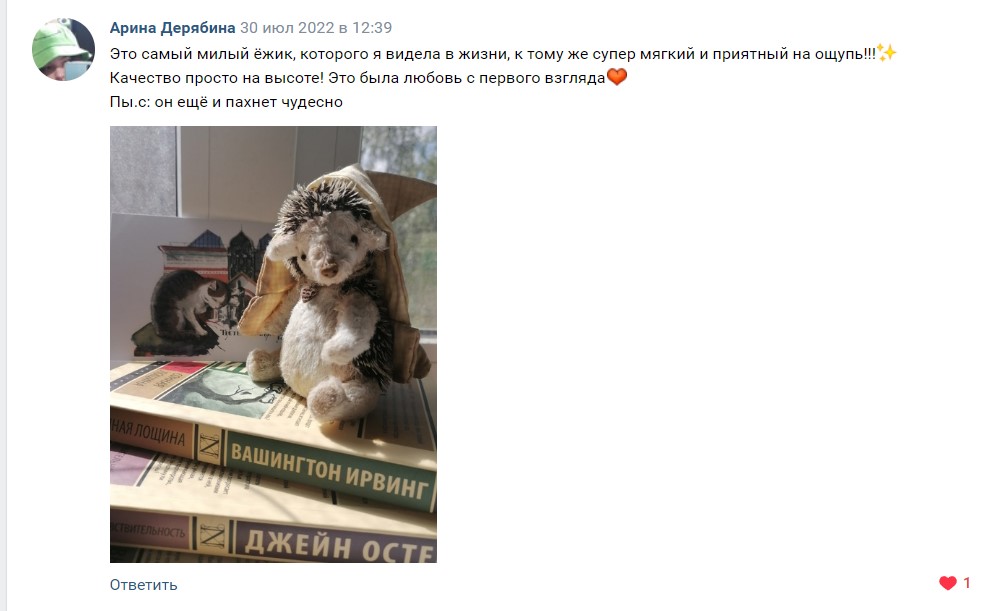 Арина Дерябина 30 июл 2022 в 12:39
Это самый милый ёжик, которого я видела в жизни, к тому же супер мягкий и приятный на ощупь!!!✨
Качество просто на высоте! Это была любовь с первого взгляда❤️
Пы.с: он ещё и пахнет чудесно
НАЯ ЛОЩИНА
ВАШИНГТОН ИРВИНГ
СТВИТЕЛЬНОСТЬ
ДЖЕЙН ОСТЕ
Ответить
1